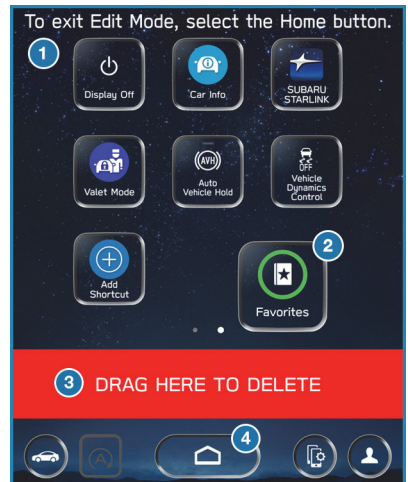 To exit Edit Mode, select the Home button.
1
Display Off
Car Info
SUBARU
STARLINK
Valet Mode
(AVH)
Auto
Vehicle Hold
OFF
Vehicle
Dynamics
Control
Add
Shortcut
2
Favorites
3 DRAG HERE TO DELETE
4
A